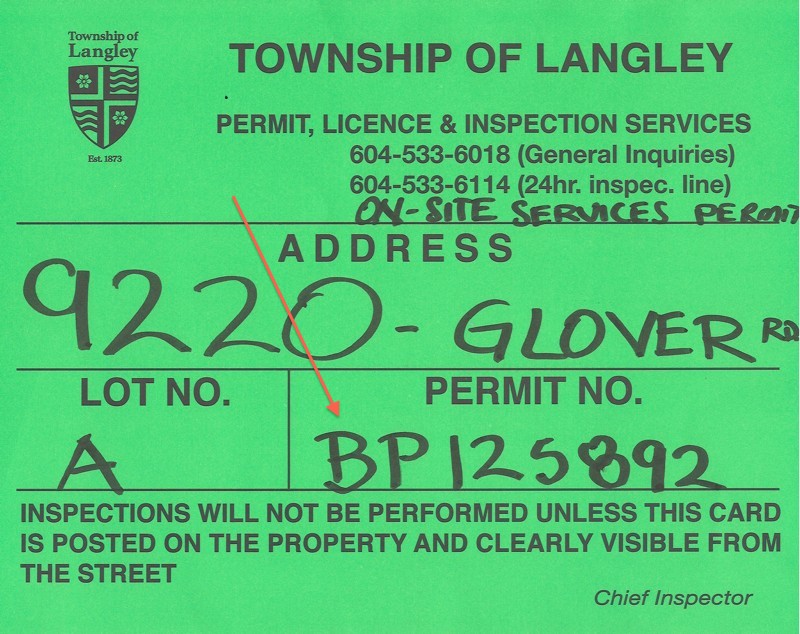 Township of
Langley
Est. 1873
TOWNSHIP OF LANGLEY
PERMIT, LICENCE & INSPECTION SERVICES
604-533-6018 (General Inquiries)
604-533-6114 (24hr. inspec. line)
ON-SITE SERVICES PERMIT
ADDRESS
9220 - GLOVER RD
LOT NO. PERMIT NO.
A BP125892
INSPECTIONS WILL NOT BE PERFORMED UNLESS THIS CARD
IS POSTED ON THE PROPERTY AND CLEARLY VISIBLE FROM
THE STREET
Chief Inspector